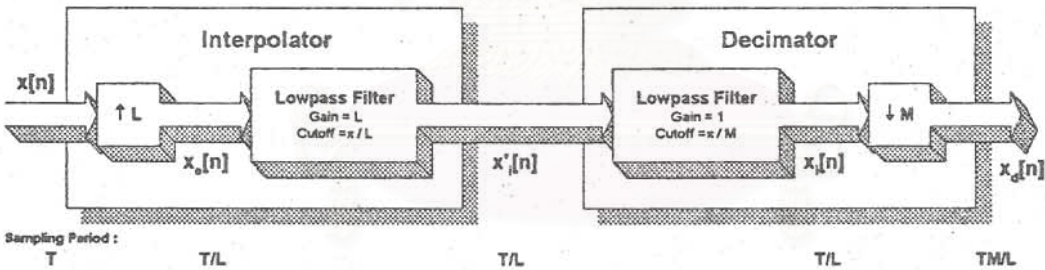 Interpolator
Decimator
x[n]
↑ L
Lowpass Filter
Gain = L
Cutoff =π / L
Lowpass Filter
Gain = 1
Cutoff =π / M
↓ M
xₑ[n]
x'ᵢ[n]
xᵢ[n]
x_d[n]
Sampling Period :
T
T/L
T/L
T/L
TM/L